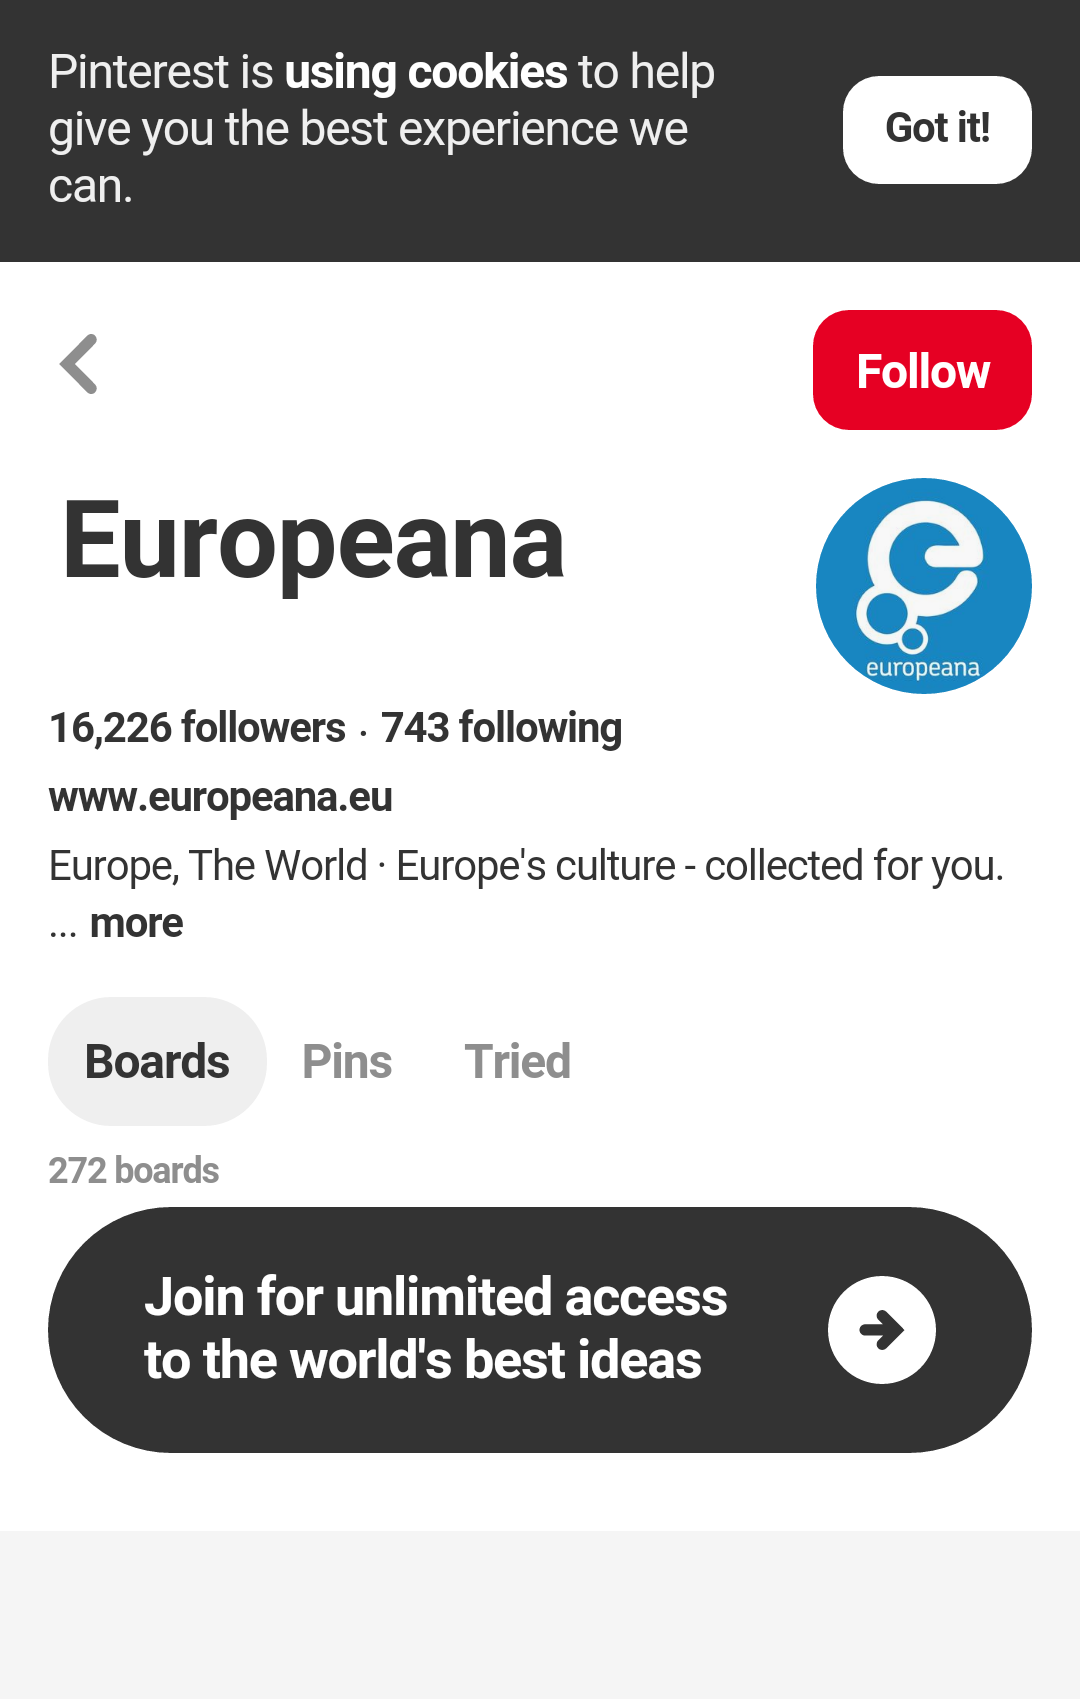 Pinterest is using cookies to help
give you the best experience we
can.
Got it!
Follow
Europeana
europeana
16,226 followers · 743 following
www.europeana.eu
Europe, The World · Europe's culture - collected for you.
... more
Boards Pins Tried
272 boards
Join for unlimited access
to the world's best ideas